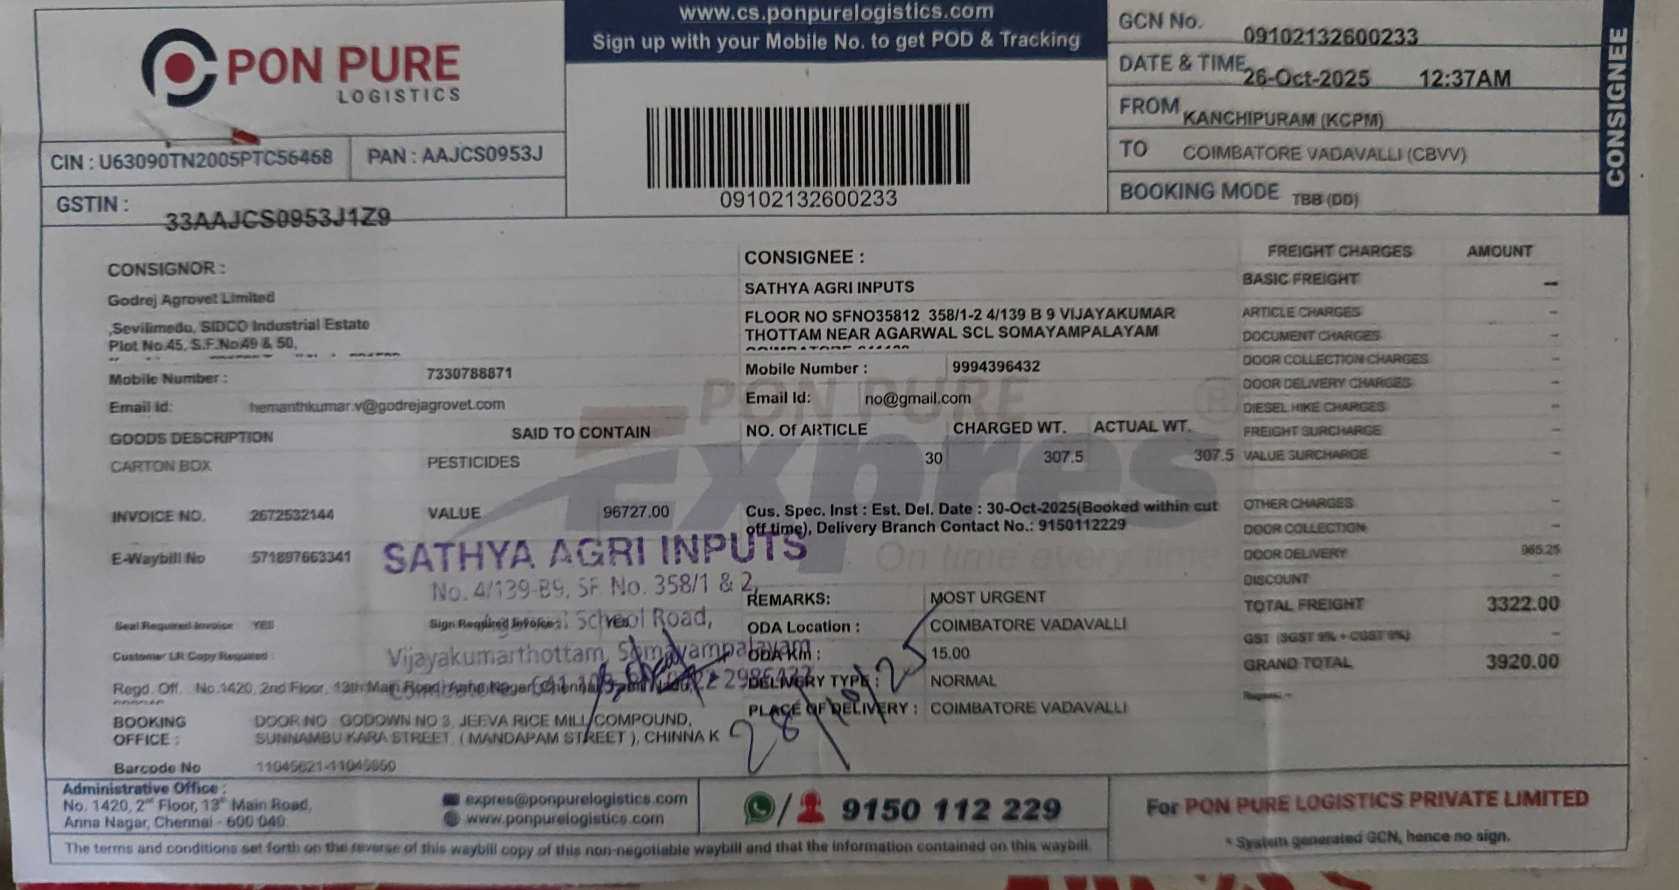 PON PURE
LOGISTICS
www.cs.ponpurelogistics.com
Sign up with your Mobile No. to get POD & Tracking
09102132600233
GCN No. 09102132600233
DATE & TIME 26-Oct-2025 12:37AM
FROM KANCHIPURAM (KCPM)
TO COIMBATORE VADAVALLI (CBVV)
BOOKING MODE TBB (DD)
CONSIGNEE
CIN : U63090TN2005PTC56468 PAN : AAJCS0953J
GSTIN : 33AAJCS0953J1Z9
CONSIGNOR :
Godrej Agrovet Limited
,Sevilimedu, SIDCO Industrial Estate
Plot No.45, S.F.No49 & 50,
Mobile Number : 7330788871
Email Id: hemanthkumar.v@godrejagrovet.com
GOODS DESCRIPTION SAID TO CONTAIN
CARTON BOX PESTICIDES
INVOICE NO. 2672532144 VALUE 96727.00
E-Waybill No 571897663341
Seal Required Invoice YES Sign Required Invoice: Yes
Customer LR Copy Required :
Regd. Off. No.1420, 2nd Floor, 13th Main Road, Anna Nagar, Chennai,
BOOKING OFFICE : DOOR NO : GODOWN NO 3, JEEVA RICE MILL COMPOUND,
SUNNAMBU KARA STREET, ( MANDAPAM STREET ), CHINNA K
Barcode No 11045621-11045650
CONSIGNEE :
SATHYA AGRI INPUTS
FLOOR NO SFNO35812 358/1-2 4/139 B 9 VIJAYAKUMAR
THOTTAM NEAR AGARWAL SCL SOMAYAMPALAYAM
Mobile Number : 9994396432
Email Id: no@gmail.com
NO. Of ARTICLE CHARGED WT. ACTUAL WT.
30 307.5 307.5
Cus. Spec. Inst : Est. Del. Date : 30-Oct-2025(Booked within cut
off time), Delivery Branch Contact No.: 9150112229
REMARKS: MOST URGENT
ODA Location : COIMBATORE VADAVALLI
ODA Km : 15.00
DELIVERY TYPE : NORMAL
PLACE OF DELIVERY : COIMBATORE VADAVALLI
PON PURE
Expres
On time every time
®
SATHYA AGRI INPUTS
No. 4/139-B9, SF. No. 358/1 & 2,
School Road,
Vijayakumarthottam, Somayampalayam
28/10/25
FREIGHT CHARGES AMOUNT
BASIC FREIGHT --
ARTICLE CHARGES -
DOCUMENT CHARGES -
DOOR COLLECTION CHARGES -
DOOR DELIVERY CHARGES -
DIESEL HIKE CHARGES -
FREIGHT SURCHARGE -
VALUE SURCHARGE -
OTHER CHARGES -
DOOR COLLECTION -
DOOR DELIVERY 965.25
DISCOUNT -
TOTAL FREIGHT 3322.00
GST (SGST 9% + CGST 9%) -
GRAND TOTAL 3920.00
Administrative Office :
No. 1420, 2nd Floor, 13th Main Road,
Anna Nagar, Chennai - 600 040.
expres@ponpurelogistics.com
www.ponpurelogistics.com
9150 112 229
For PON PURE LOGISTICS PRIVATE LIMITED
* System generated GCN, hence no sign.
The terms and conditions set forth on the reverse of this waybill copy of this non-negotiable waybill and that the information contained on this waybill.